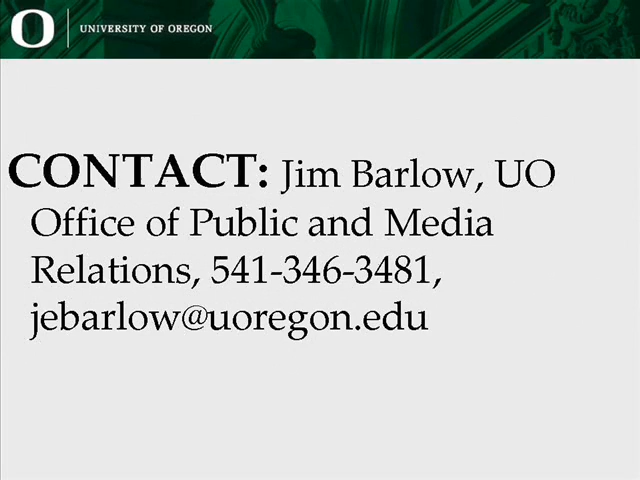 O UNIVERSITY OF OREGON
CONTACT: Jim Barlow, UO
Office of Public and Media
Relations, 541-346-3481,
jebarlow@uoregon.edu